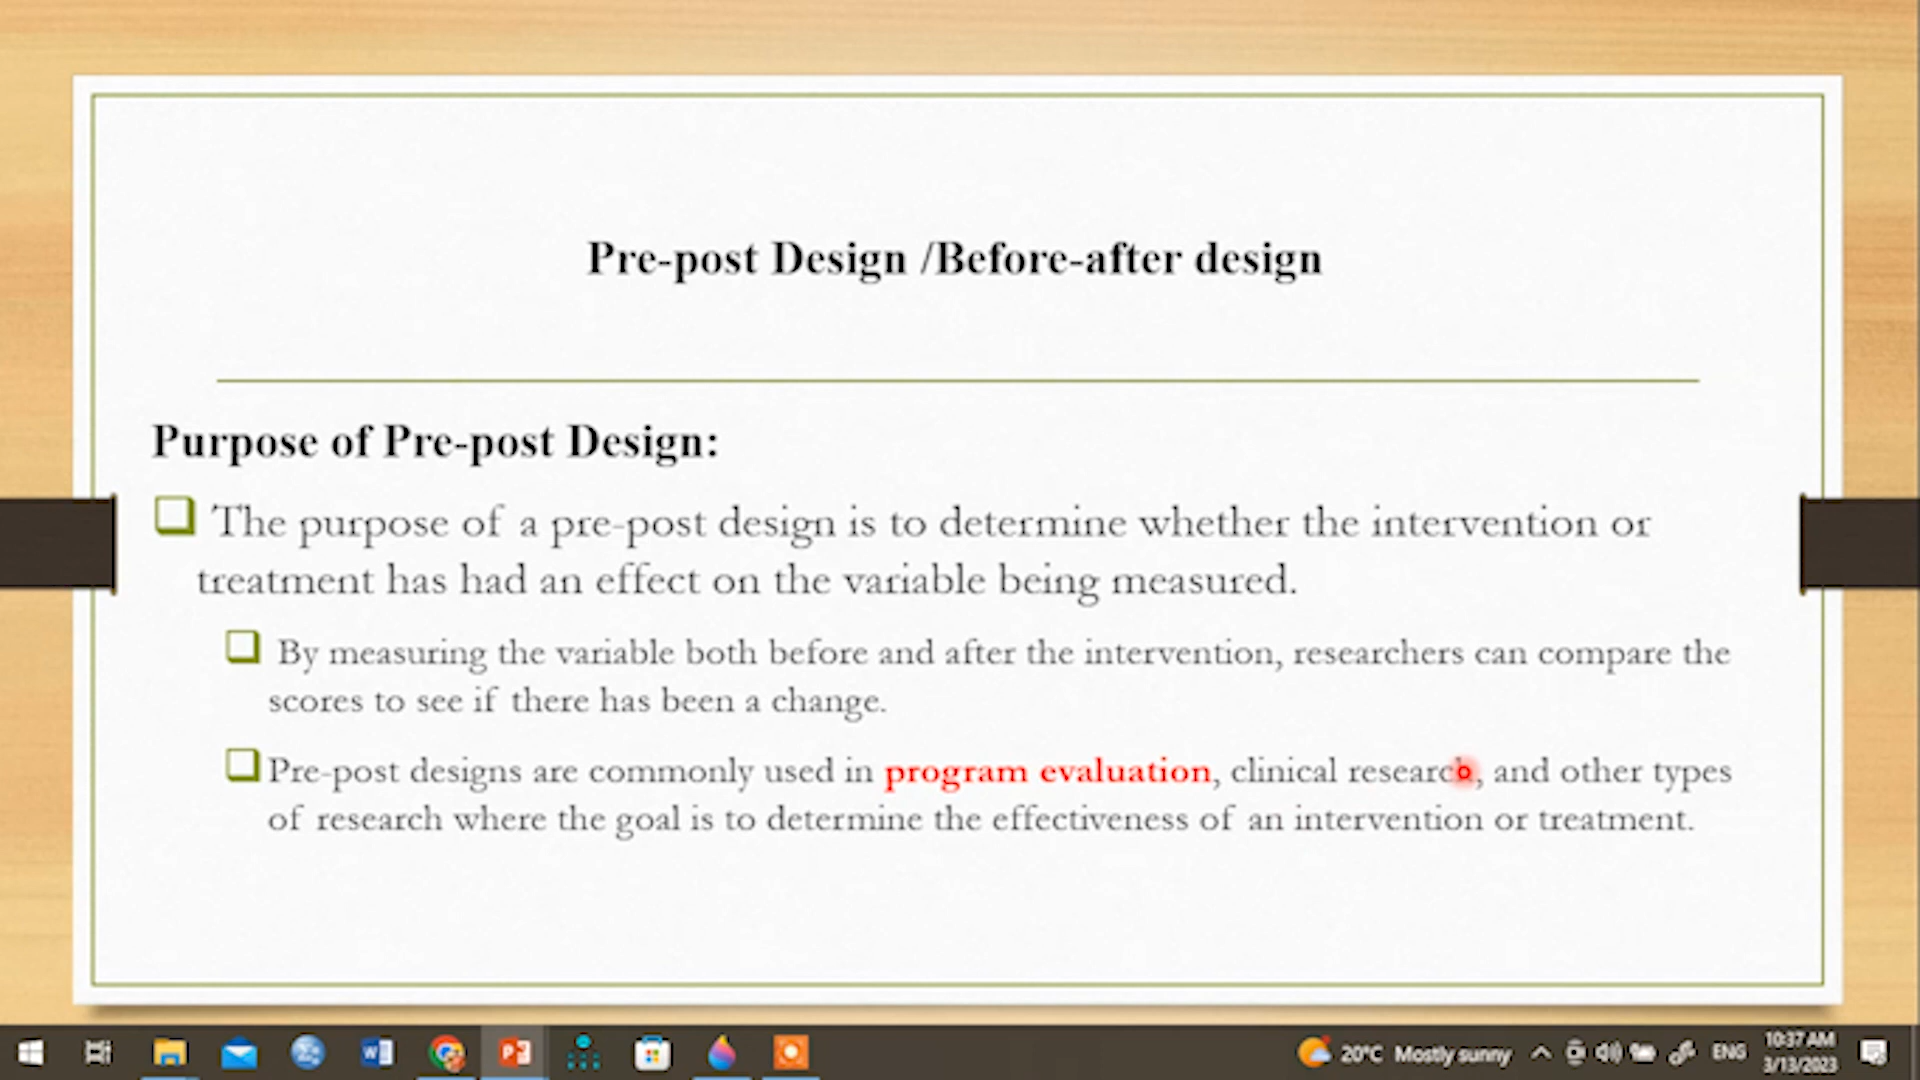 Pre-post Design /Before-after design
Purpose of Pre-post Design:
The purpose of a pre-post design is to determine whether the intervention or
treatment has had an effect on the variable being measured.
By measuring the variable both before and after the intervention, researchers can compare the
scores to see if there has been a change.
Pre-post designs are commonly used in program evaluation, clinical research, and other types
of research where the goal is to determine the effectiveness of an intervention or treatment.
20°C Mostly sunny
ENG
10:37 AM
3/13/2023